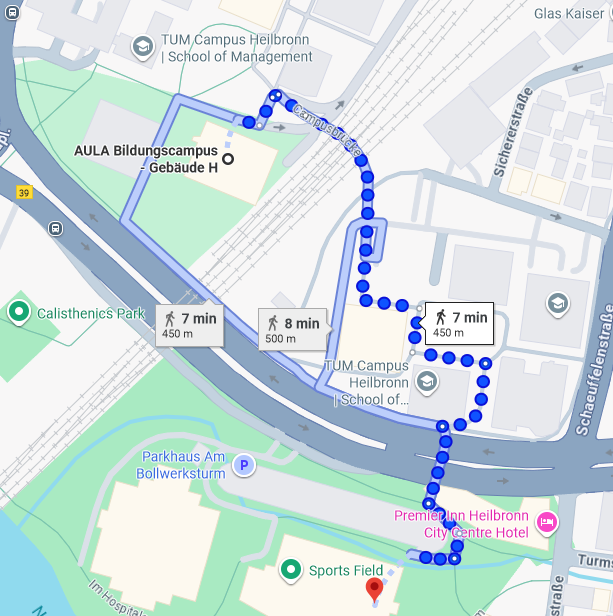 Glas Kaiser
TUM Campus Heilbronn
| School of Management
Campusbrücke
Sichererstraße
AULA Bildungscampus
- Gebäude H
pl.
39
Calisthenics Park
7 min
450 m
8 min
500 m
7 min
450 m
TUM Campus
Heilbronn
| School of...
Schaeuffelenstraße
Parkhaus Am
Bollwerksturm
P
Premier Inn Heilbronn
City Centre Hotel
Sports Field
Im Hospital
Turms
straße
N